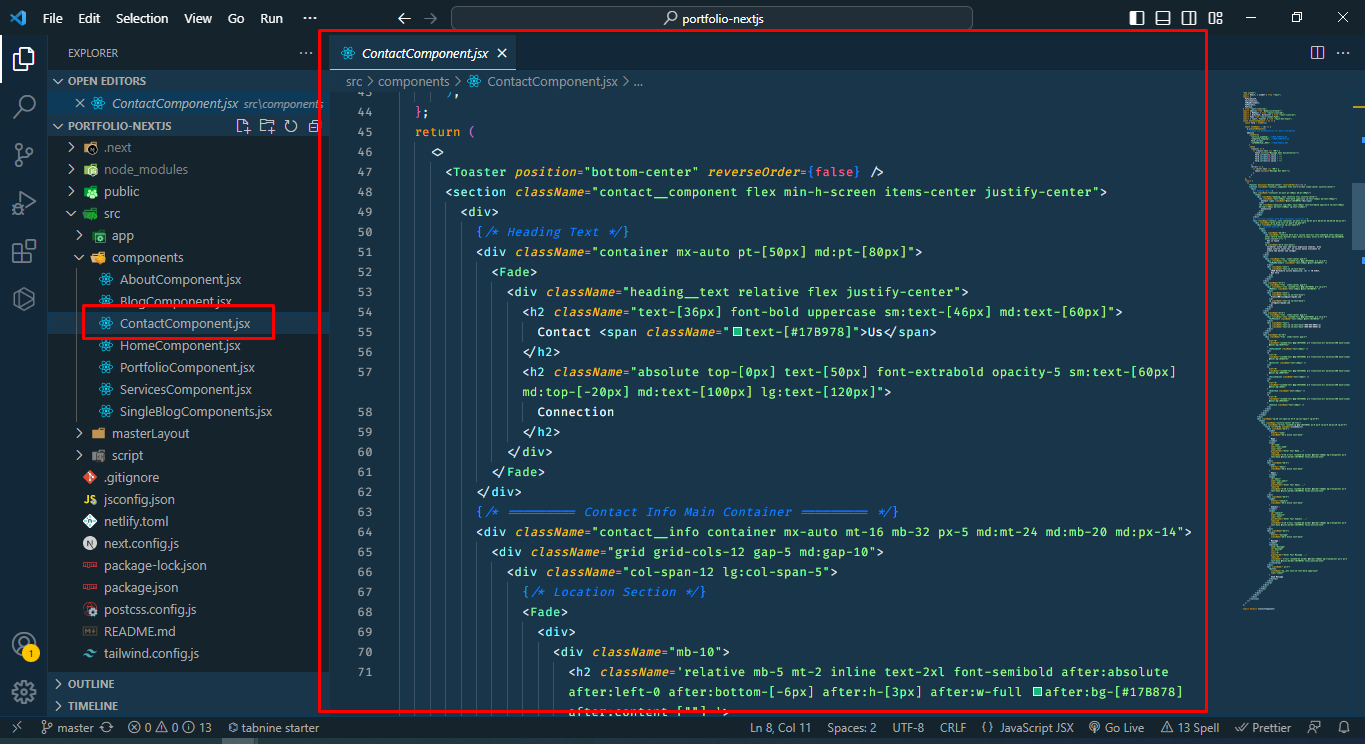 File Edit Selection View Go Run ···
portfolio-nextjs
EXPLORER ···
OPEN EDITORS
ContactComponent.jsx src\components
PORTFOLIO-NEXTJS
.next
node_modules
public
src
app
components
AboutComponent.jsx
BlogComponent.jsx
ContactComponent.jsx
HomeComponent.jsx
PortfolioComponent.jsx
ServicesComponent.jsx
SingleBlogComponents.jsx
masterLayout
script
.gitignore
JS jsconfig.json
netlify.toml
N next.config.js
package-lock.json
package.json
postcss.config.js
README.md
tailwind.config.js
OUTLINE
TIMELINE
1
ContactComponent.jsx
src > components > ContactComponent.jsx > ...
43 );
44 };
45 return (
46 <>
47 <Toaster position="bottom-center" reverseOrder={false} />
48 <section className="contact__component flex min-h-screen items-center justify-center">
49 <div>
50 {/* Heading Text */}
51 <div className="container mx-auto pt-[50px] md:pt-[80px]">
52 <Fade>
53 <div className="heading__text relative flex justify-center">
54 <h2 className="text-[36px] font-bold uppercase sm:text-[46px] md:text-[60px]">
55 Contact <span className="text-[#17B978]">Us</span>
56 </h2>
57 <h2 className="absolute top-[0px] text-[50px] font-extrabold opacity-5 sm:text-[60px]
md:top-[-20px] md:text-[100px] lg:text-[120px]">
58 Connection
59 </h2>
60 </div>
61 </Fade>
62 </div>
63 {/* ========= Contact Info Main Container ========= */}
64 <div className="contact__info container mx-auto mt-16 mb-32 px-5 md:mt-24 md:mb-20 md:px-14">
65 <div className="grid grid-cols-12 gap-5 md:gap-10">
66 <div className="col-span-12 lg:col-span-5">
67 {/* Location Section */}
68 <Fade>
69 <div>
70 <div className="mb-10">
71 <h2 className='relative mb-5 mt-2 inline text-2xl font-semibold after:absolute
after:left-0 after:bottom-[-6px] after:h-[3px] after:w-full after:bg-[#17B878]
after:content-[""] '>
master 0 0 13 tabnine starter Ln 8, Col 11 Spaces: 2 UTF-8 CRLF {} JavaScript JSX Go Live 13 Spell Prettier